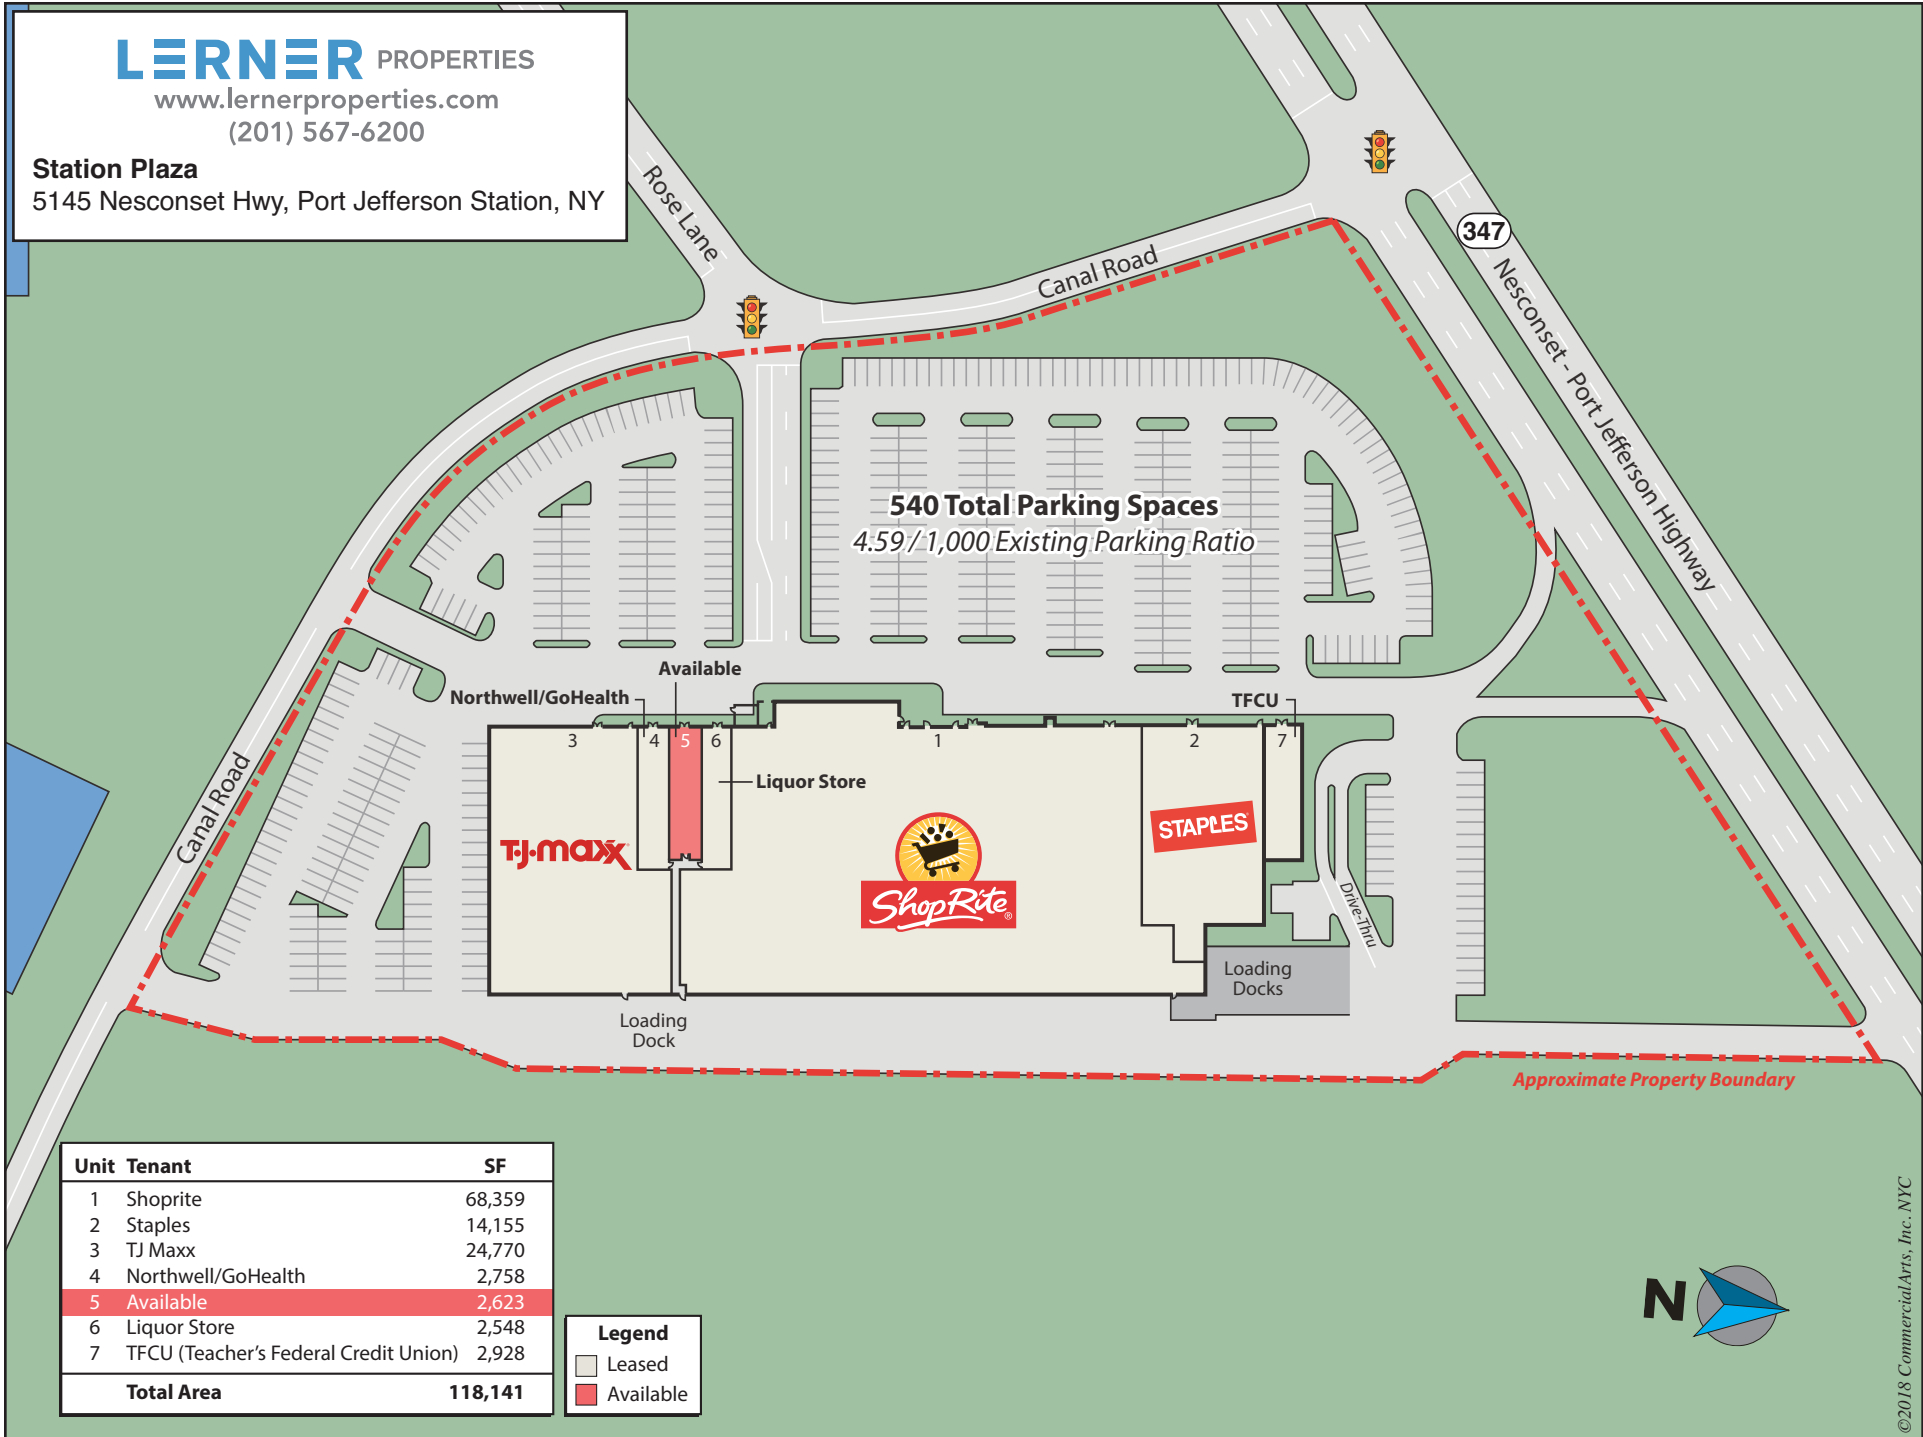 LERNER PROPERTIES
www.lernerproperties.com
(201) 567-6200
Station Plaza
5145 Nesconset Hwy, Port Jefferson Station, NY
Rose Lane
Canal Road
347
Nesconset - Port Jefferson Highway
540 Total Parking Spaces
4.59 / 1,000 Existing Parking Ratio
Available
Northwell/GoHealth
TFCU
3
4
5
6
1
2
7
Liquor Store
Canal Road
T·J·maxx
STAPLES
ShopRite®
Drive-Thru
Loading
Docks
Loading
Dock
Approximate Property Boundary
Unit Tenant SF
1 Shoprite 68,359
2 Staples 14,155
3 TJ Maxx 24,770
4 Northwell/GoHealth 2,758
5 Available 2,623
6 Liquor Store 2,548
7 TFCU (Teacher's Federal Credit Union) 2,928
Total Area 118,141
Legend
Leased
Available
N
©2018 CommercialArts, Inc. NYC